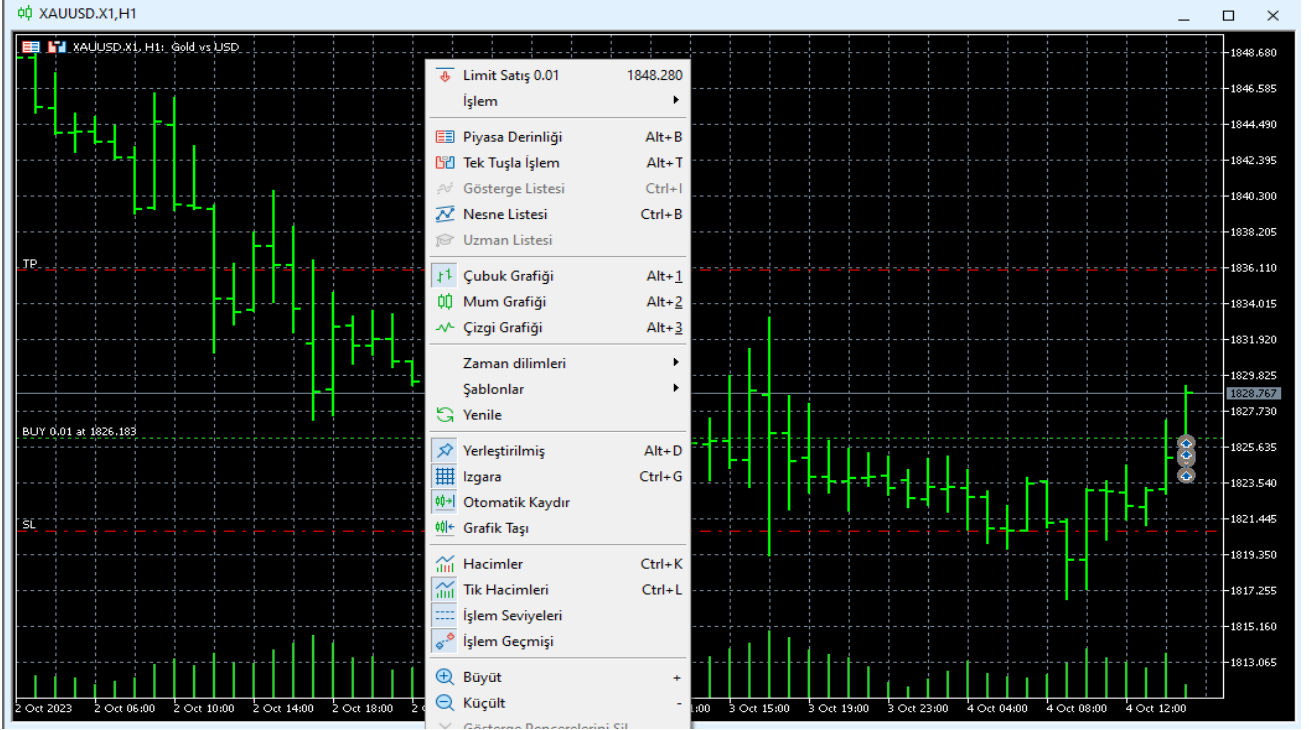 XAUUSD.X1,H1
XAUUSD.X1, H1: Gold vs USD
1848.680
1846.585
1844.490
1842.395
1840.300
1838.205
1836.110
1834.015
1831.920
1829.825
1828.767
1827.730
1825.635
1823.540
1821.445
1819.350
1817.255
1815.160
1813.065
TP
BUY 0.01 at 1826.183
SL
Limit Satış 0.01 1848.280
İşlem
Piyasa Derinliği Alt+B
Tek Tuşla İşlem Alt+T
Gösterge Listesi Ctrl+I
Nesne Listesi Ctrl+B
Uzman Listesi
Çubuk Grafiği Alt+1
Mum Grafiği Alt+2
Çizgi Grafiği Alt+3
Zaman dilimleri
Şablonlar
Yenile
Yerleştirilmiş Alt+D
Izgara Ctrl+G
Otomatik Kaydır
Grafik Taşı
Hacimler Ctrl+K
Tik Hacimleri Ctrl+L
İşlem Seviyeleri
İşlem Geçmişi
Büyüt +
Küçült -
Gösterge Pencerelerini Sil
2 Oct 2023 2 Oct 06:00 2 Oct 10:00 2 Oct 14:00 2 Oct 18:00 2 :00 3 Oct 15:00 3 Oct 19:00 3 Oct 23:00 4 Oct 04:00 4 Oct 08:00 4 Oct 12:00